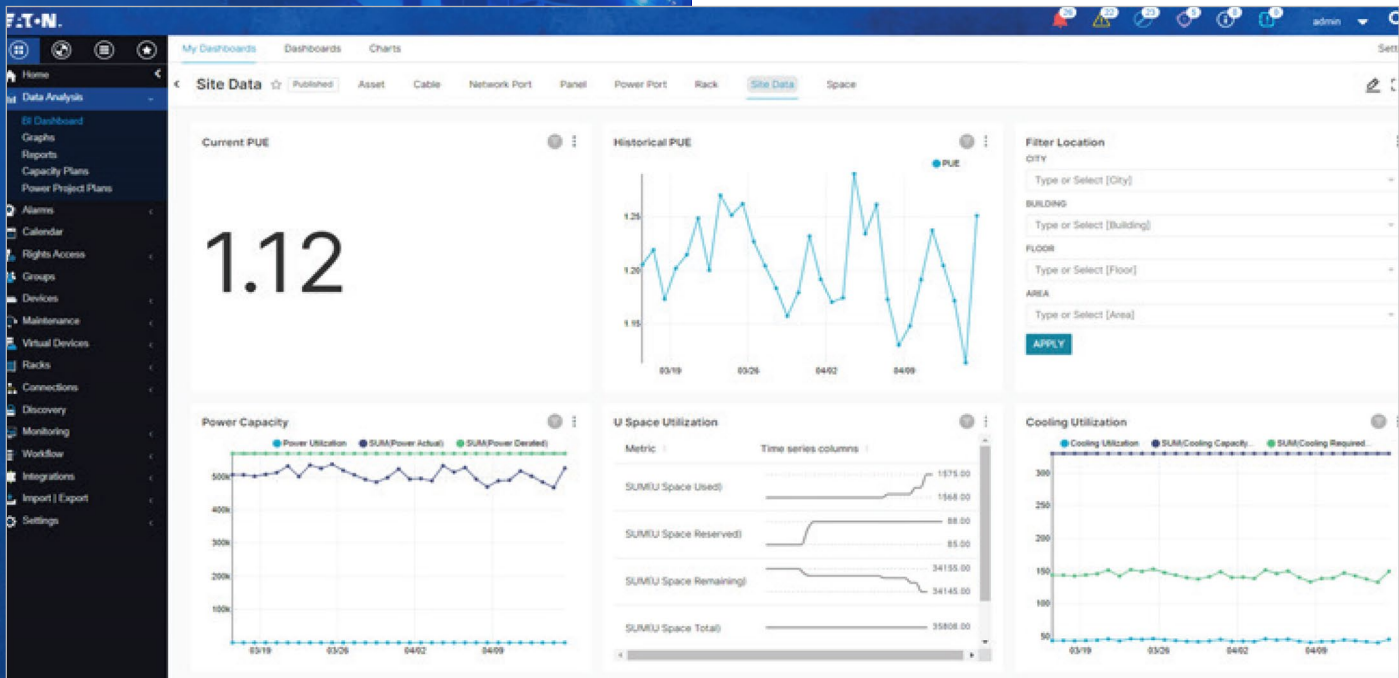 E·T·N.
26 22 23 5 8 1 admin
My Dashboards Dashboards Charts
Home
Data Analysis
BI Dashboard
Graphs
Reports
Capacity Plans
Power Project Plans
Alarms
Calendar
Rights Access
Groups
Devices
Maintenance
Virtual Devices
Racks
Connections
Discovery
Monitoring
Workflow
Integrations
Import | Export
Settings
Site Data Published Asset Cable Network Port Panel Power Port Rack Site Data Space
Current PUE
1.12
Historical PUE
PUE
1.25
1.20
1.15
03/19 03/26 04/02 04/09
Filter Location
CITY
Type or Select [City]
BUILDING
Type or Select [Building]
FLOOR
Type or Select [Floor]
AREA
Type or Select [Area]
APPLY
Power Capacity
Power Utilization SUM(Power Actual) SUM(Power Derated)
500k
400k
300k
200k
100k
03/19 03/26 04/02 04/09
U Space Utilization
Metric Time series columns
SUM(U Space Used) 1575.00
1568.00
SUM(U Space Reserved) 88.00
85.00
SUM(U Space Remaining) 34155.00
34145.00
SUM(U Space Total) 35808.00
Cooling Utilization
Cooling Utilization SUM(Cooling Capacity... SUM(Cooling Required...
300
250
200
150
100
50
03/19 03/26 04/02 04/09